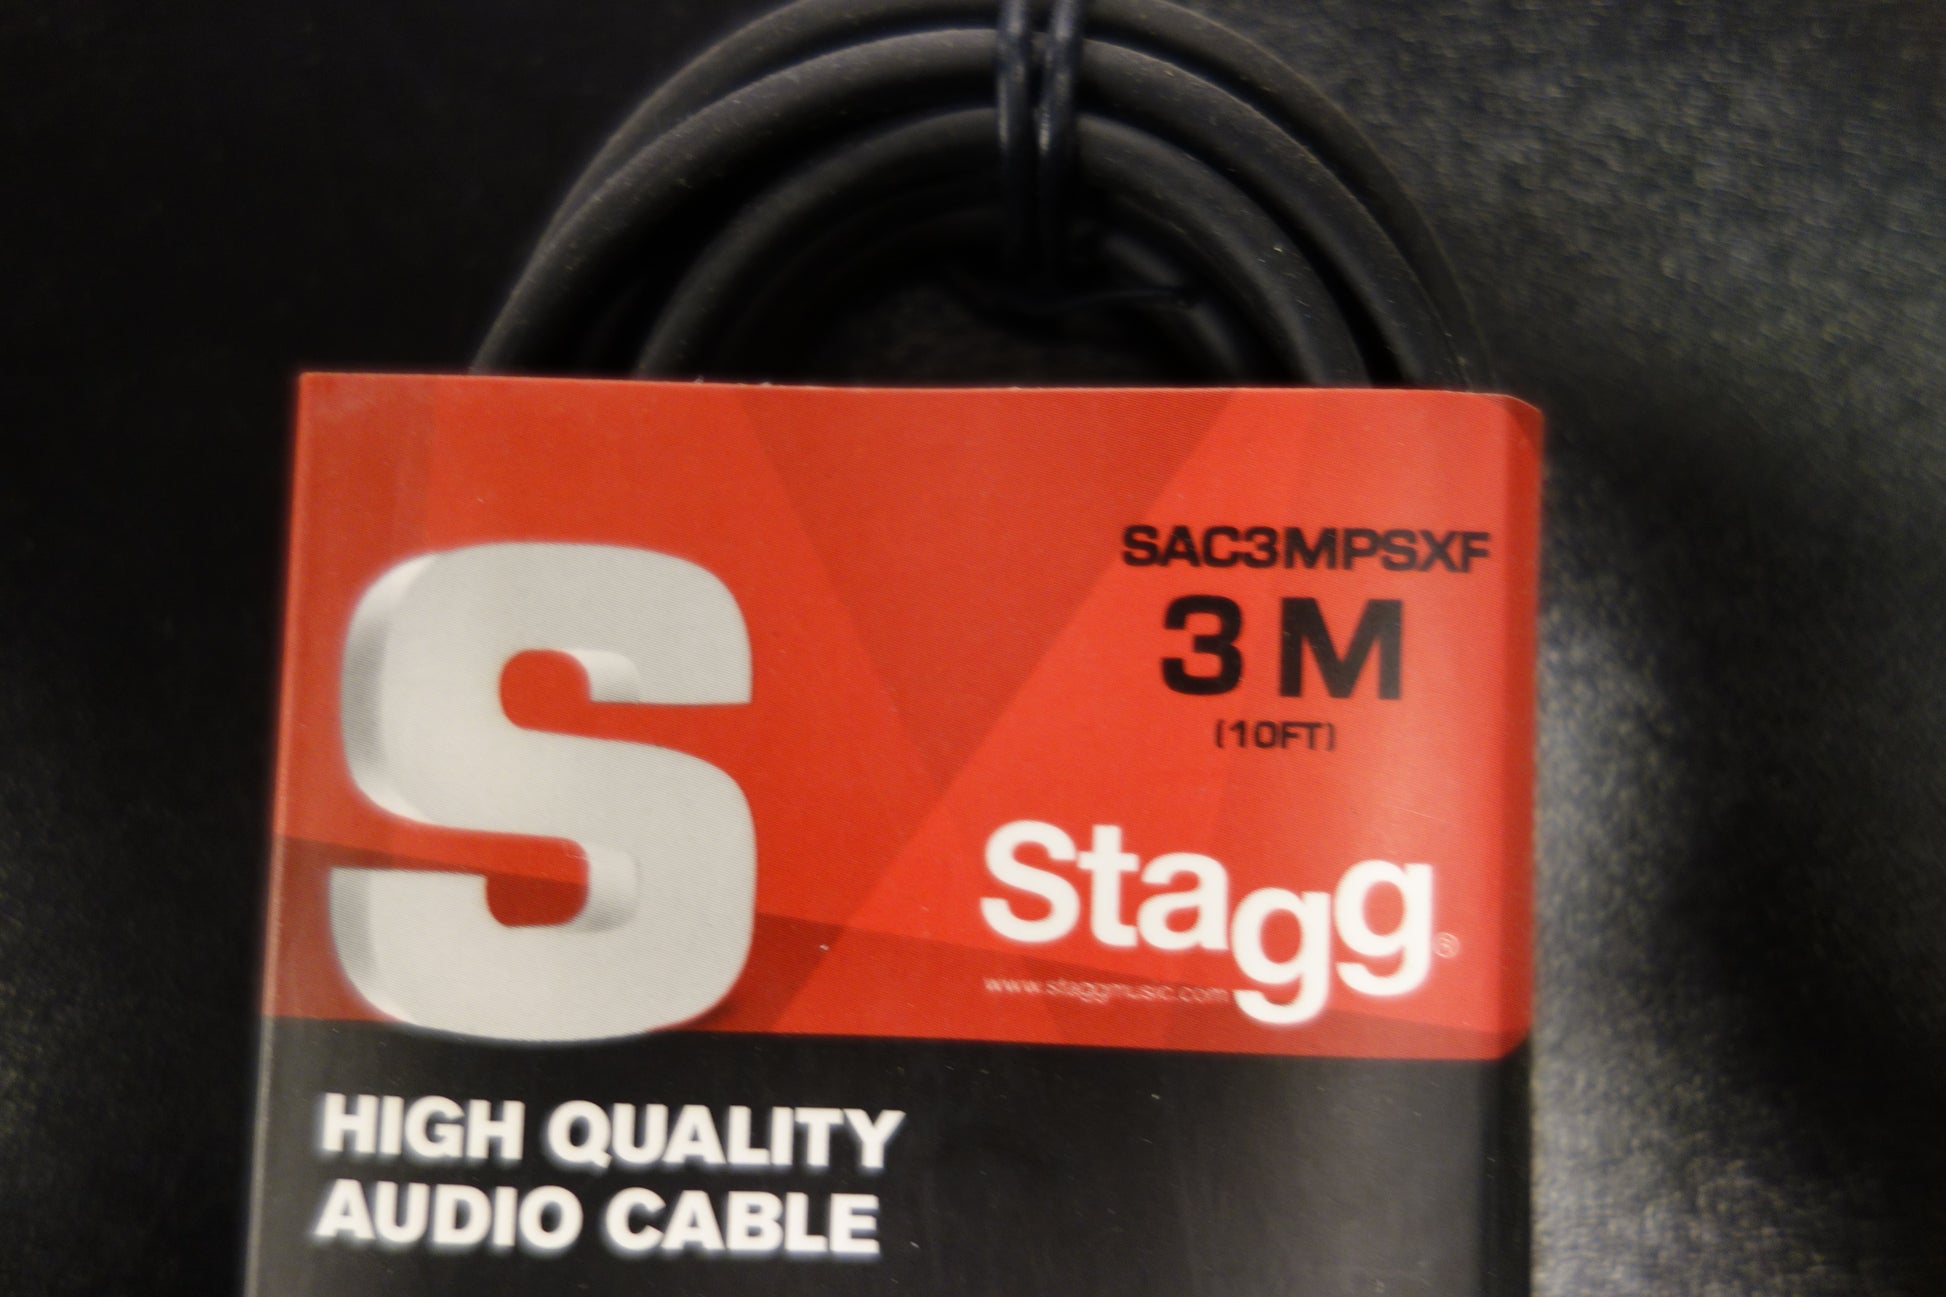 SAC3MPSXF
3 M
(10FT)
S
Stagg®
www.staggmusic.com
HIGH QUALITY
AUDIO CABLE